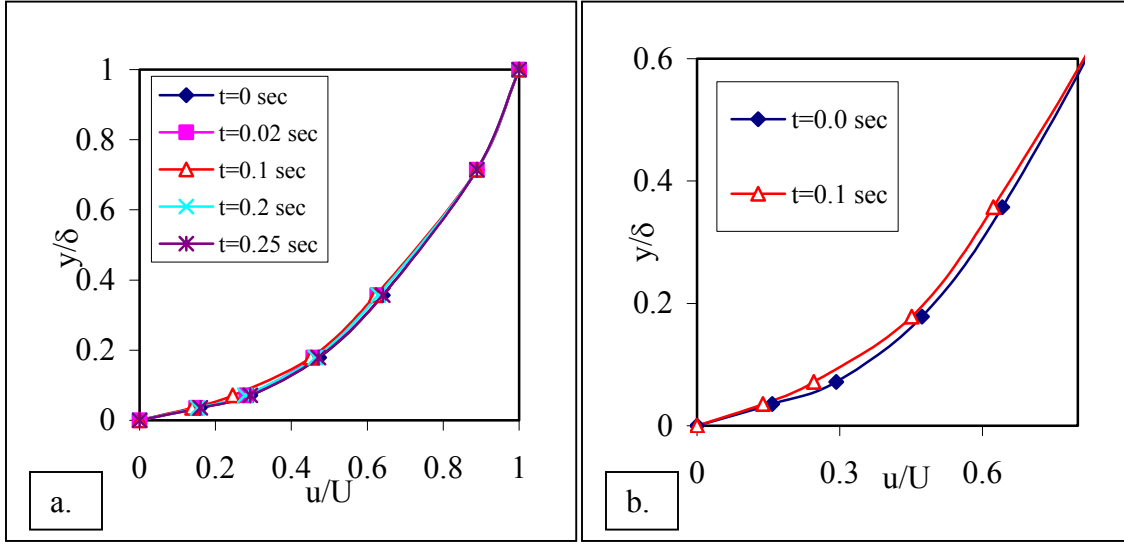 1
0.8
0.6
0.4
0.2
0
y/δ
t=0 sec
t=0.02 sec
t=0.1 sec
t=0.2 sec
t=0.25 sec
0 0.2 0.4 0.6 0.8 1
u/U
a.
0.6
0.4
0.2
0
y/δ
t=0.0 sec
t=0.1 sec
0 0.3 0.6
u/U
b.